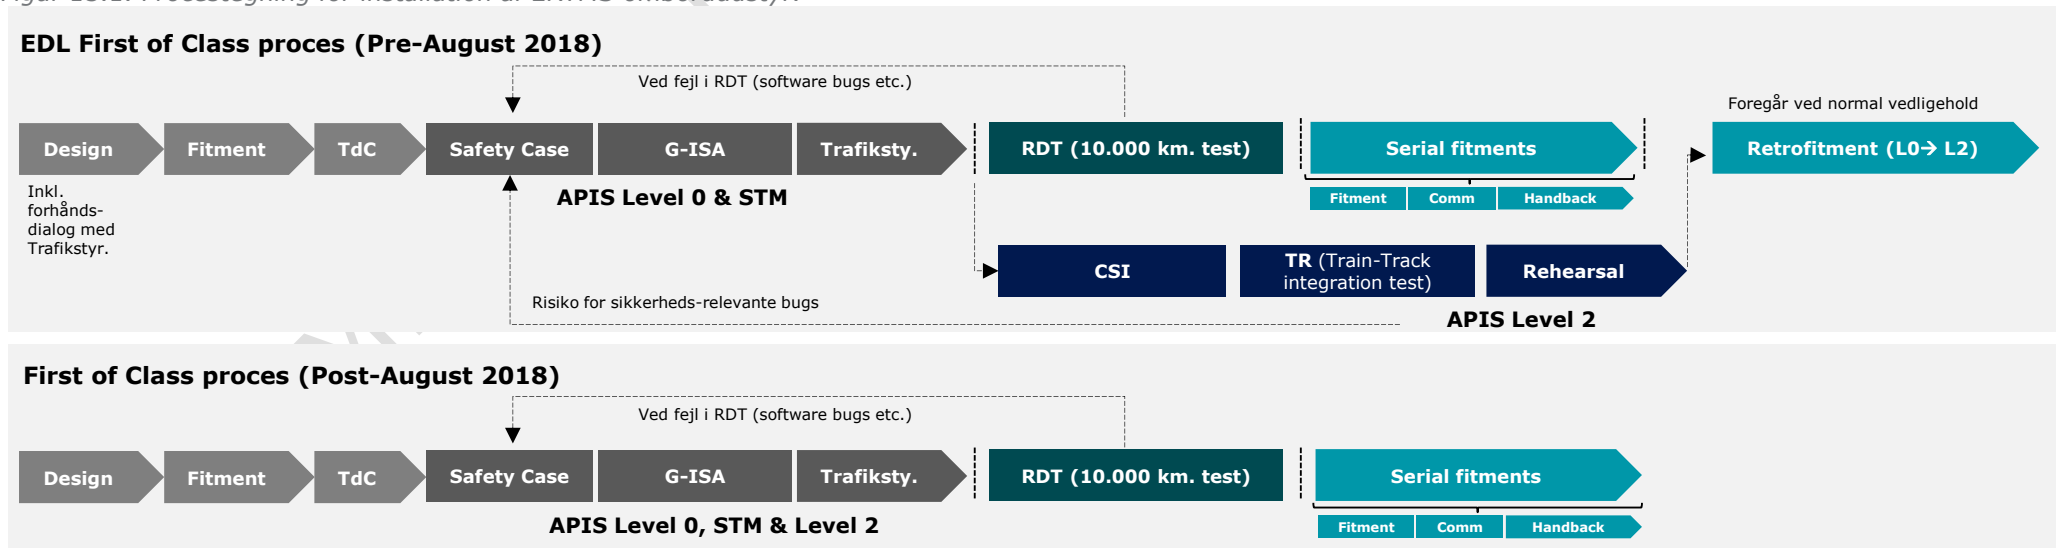 EDL First of Class proces (Pre-August 2018)
Ved fejl i RDT (software bugs etc.)
Foregår ved normal vedligehold
Design
Fitment
TdC
Safety Case
G-ISA
Trafiksty.
RDT (10.000 km. test)
Serial fitments
Retrofitment (L0→ L2)
Inkl.
forhånds-
dialog med
Trafikstyr.
APIS Level 0 & STM
Fitment
Comm
Handback
CSI
TR (Train-Track
integration test)
Rehearsal
Risiko for sikkerheds-relevante bugs
APIS Level 2
First of Class proces (Post-August 2018)
Ved fejl i RDT (software bugs etc.)
Design
Fitment
TdC
Safety Case
G-ISA
Trafiksty.
RDT (10.000 km. test)
Serial fitments
APIS Level 0, STM & Level 2
Fitment
Comm
Handback